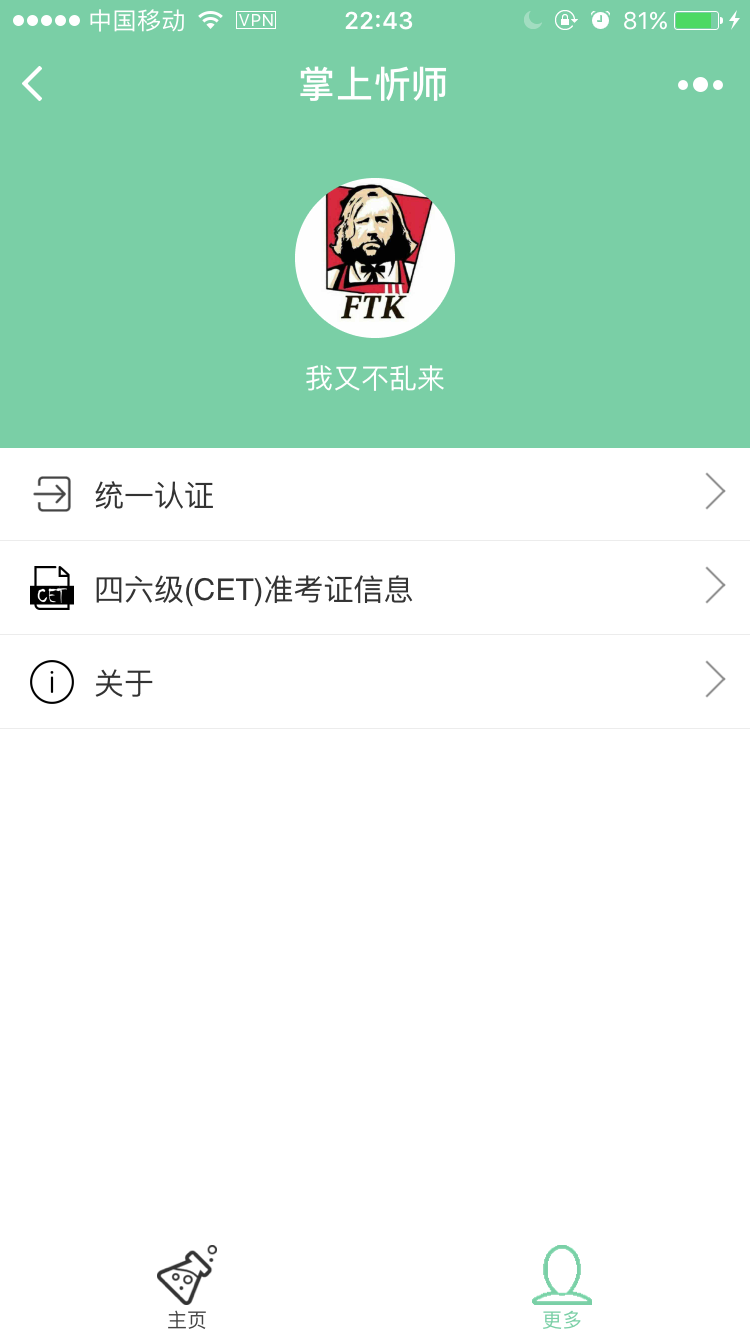 中国移动 VPN 22:43 81%
掌上忻师
FTK
我又不乱来
统一认证
CET 四六级(CET)准考证信息
关于
主页 更多